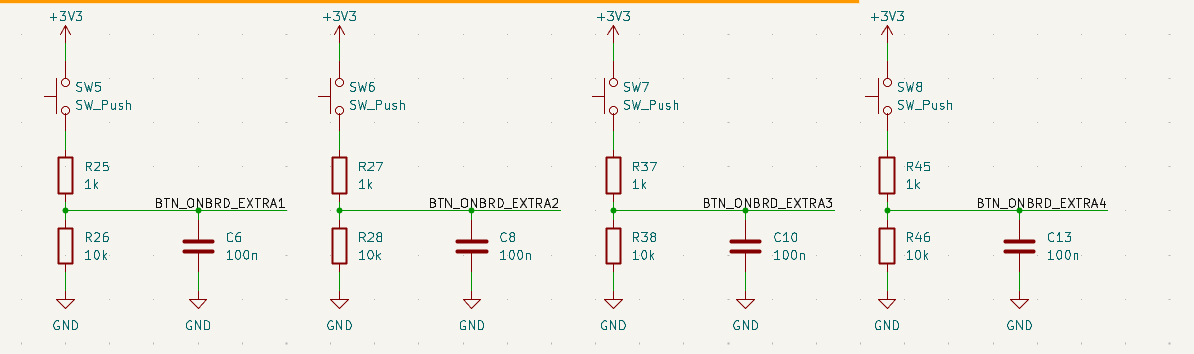 +3V3 +3V3 +3V3 +3V3
SW5 SW6 SW7 SW8
SW_Push SW_Push SW_Push SW_Push
R25 R27 R37 R45
1k 1k 1k 1k
BTN_ONBRD_EXTRA1 BTN_ONBRD_EXTRA2 BTN_ONBRD_EXTRA3 BTN_ONBRD_EXTRA4
R26 C6 R28 C8 R38 C10 R46 C13
10k 100n 10k 100n 10k 100n 10k 100n
GND GND GND GND GND GND GND GND